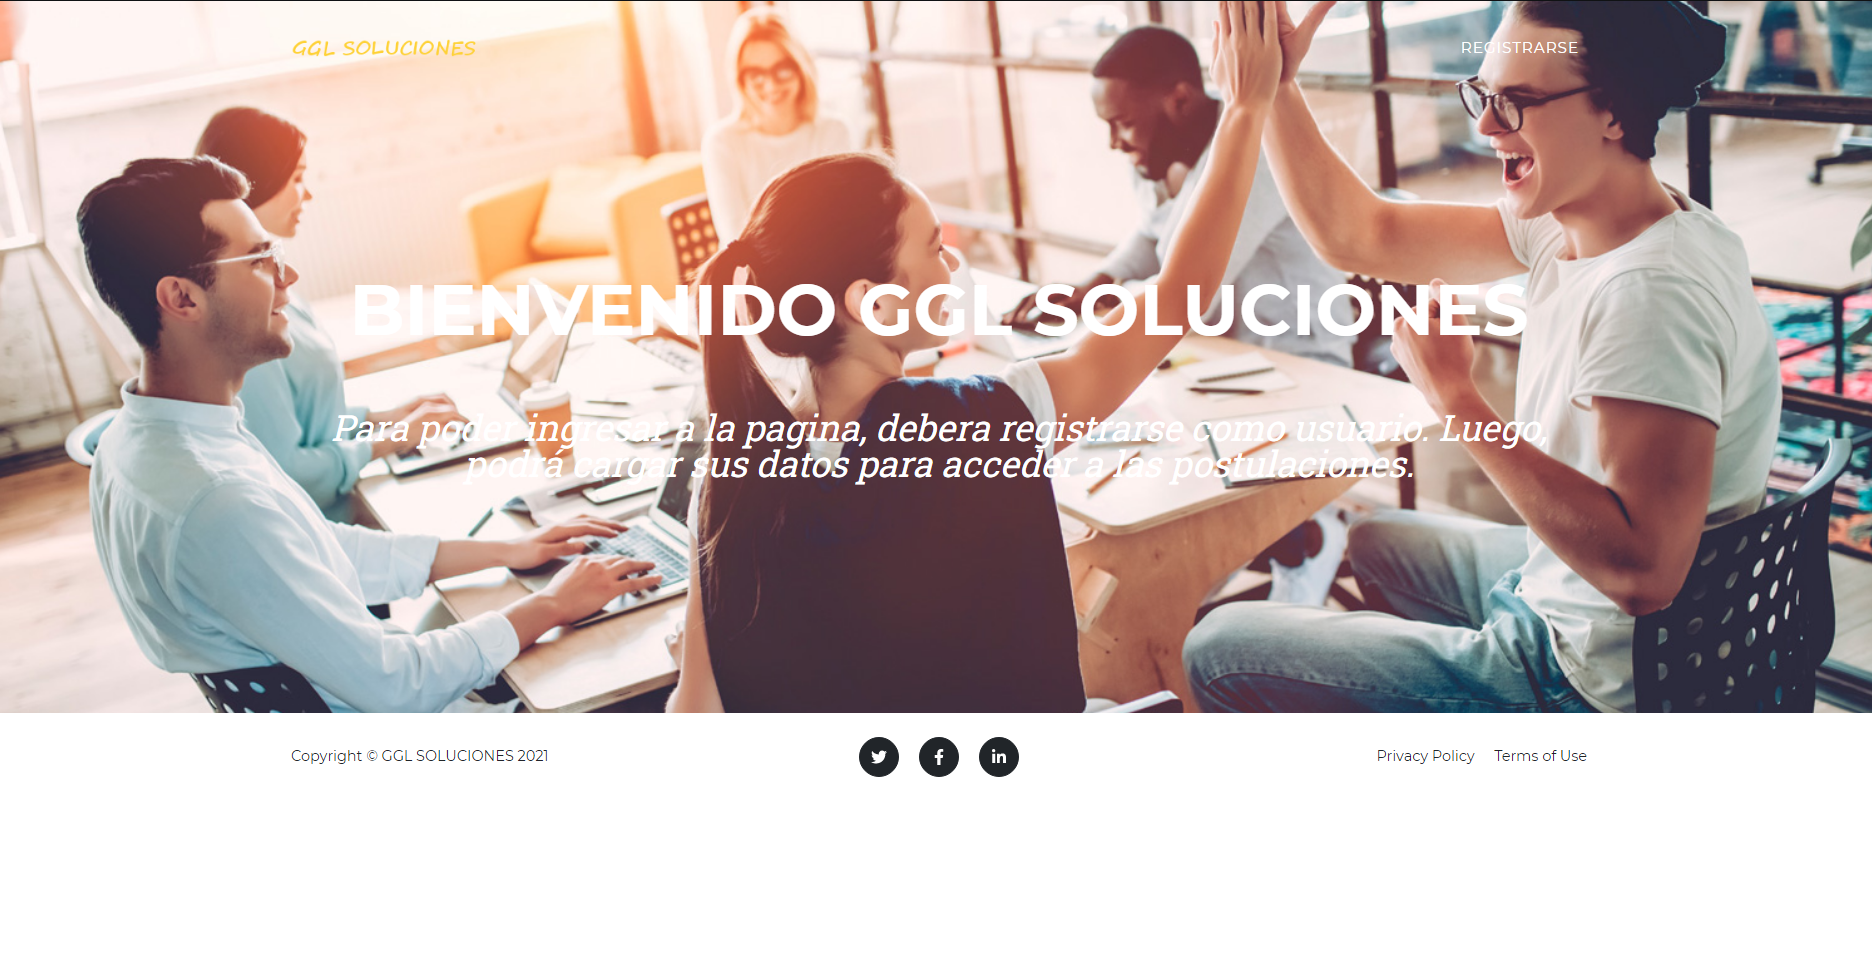 GGL SOLUCIONES
REGISTRARSE
BIENVENIDO GGL SOLUCIONES
Para poder ingresar a la pagina, debera registrarse como usuario. Luego,
podrá cargar sus datos para acceder a las postulaciones.
Copyright © GGL SOLUCIONES 2021
Privacy Policy
Terms of Use